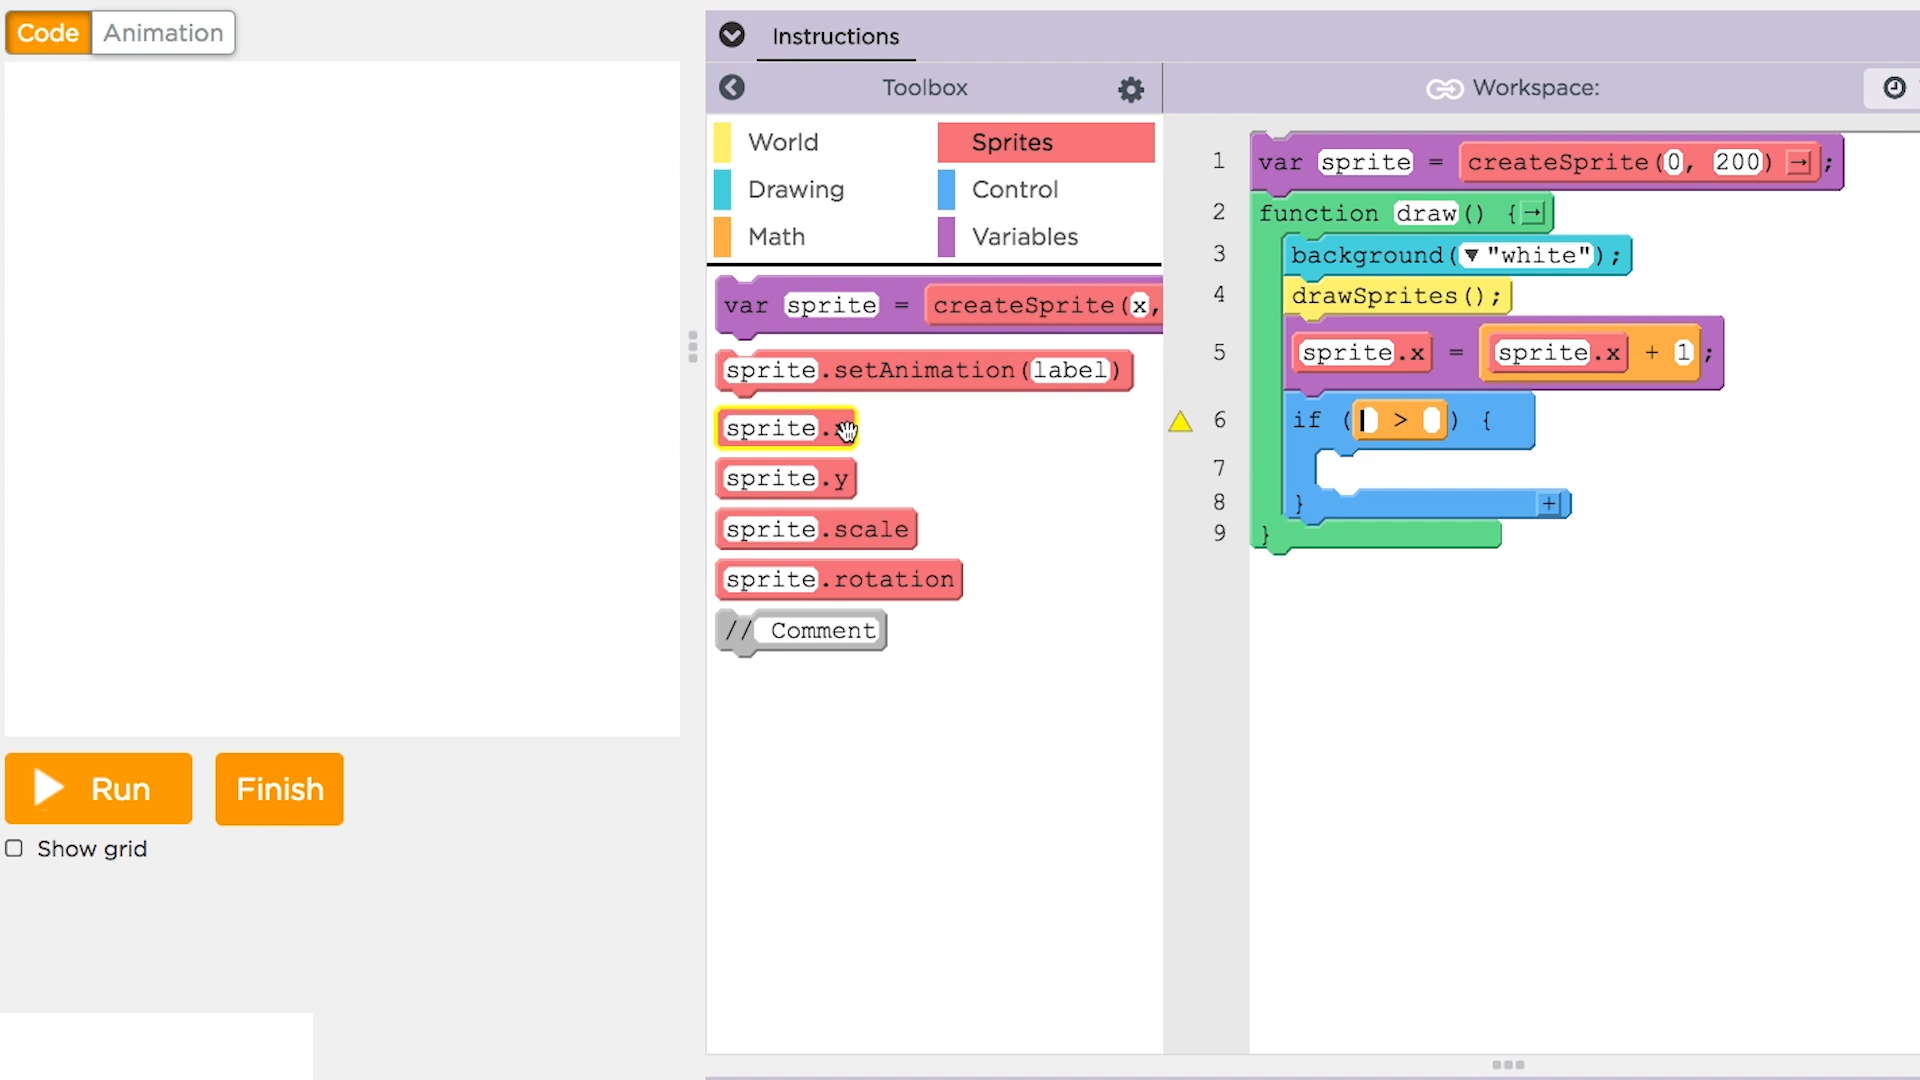 Code Animation
Instructions
Toolbox
Workspace:
World
Sprites
Drawing
Control
Math
Variables
var sprite = createSprite(x,
sprite.setAnimation(label)
sprite.
sprite.y
sprite.scale
sprite.rotation
// Comment
1 var sprite = createSprite(0, 200) → ;
2 function draw() { →
3 background( ▼ "white");
4 drawSprites();
5 sprite.x = sprite.x + 1 ;
6 if ( > ) {
7
8 } +
9 }
Run
Finish
Show grid